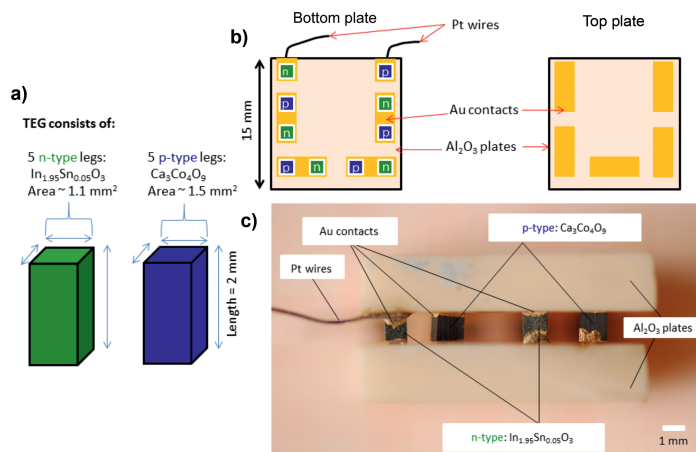 a)
TEG consists of:
5 n-type legs:
In1.95Sn0.05O3
Area ~ 1.1 mm2
5 p-type legs:
Ca3Co4O9
Area ~ 1.5 mm2
Length = 2 mm
b)
Bottom plate
Pt wires
Top plate
15 mm
n
p
p
n
n
p
p
n
p
n
Au contacts
Al2O3 plates
c)
Au contacts
p-type: Ca3Co4O9
Pt wires
Al2O3 plates
n-type: In1.95Sn0.05O3
1 mm